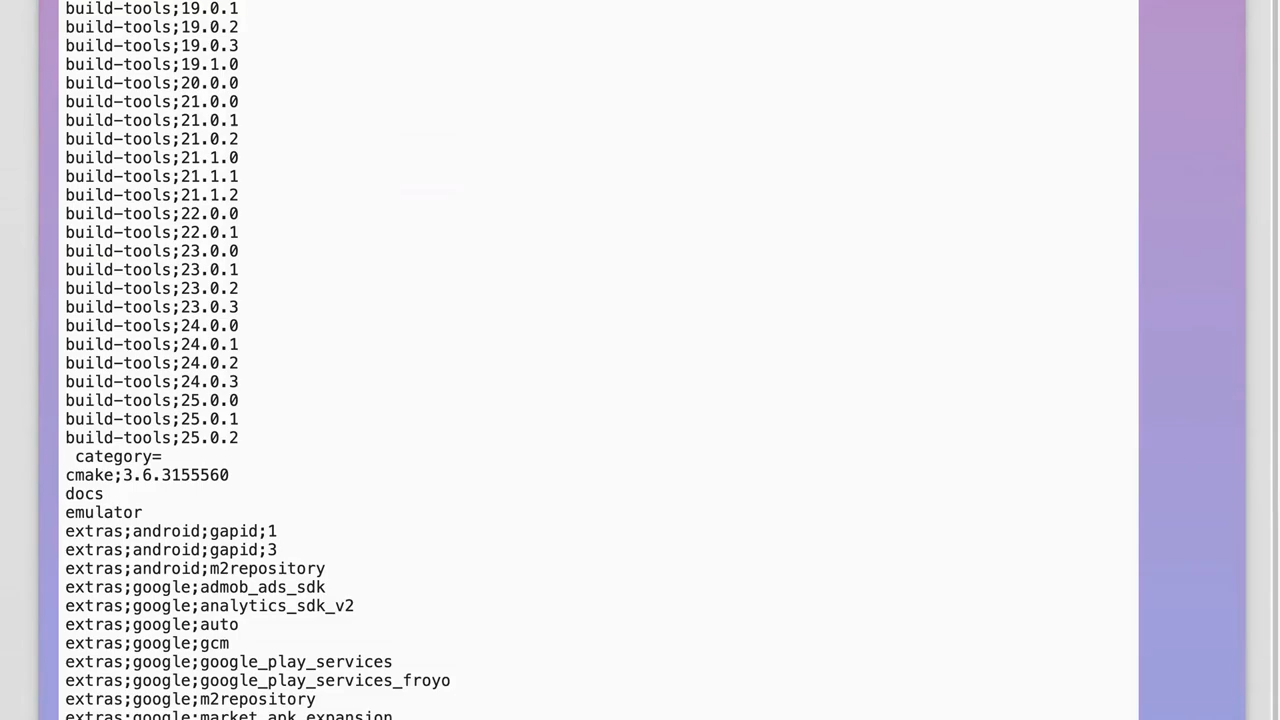 build-tools;19.0.1
build-tools;19.0.2
build-tools;19.0.3
build-tools;19.1.0
build-tools;20.0.0
build-tools;21.0.0
build-tools;21.0.1
build-tools;21.0.2
build-tools;21.1.0
build-tools;21.1.1
build-tools;21.1.2
build-tools;22.0.0
build-tools;22.0.1
build-tools;23.0.0
build-tools;23.0.1
build-tools;23.0.2
build-tools;23.0.3
build-tools;24.0.0
build-tools;24.0.1
build-tools;24.0.2
build-tools;24.0.3
build-tools;25.0.0
build-tools;25.0.1
build-tools;25.0.2
category=
cmake;3.6.3155560
docs
emulator
extras;android;gapid;1
extras;android;gapid;3
extras;android;m2repository
extras;google;admob_ads_sdk
extras;google;analytics_sdk_v2
extras;google;auto
extras;google;gcm
extras;google;google_play_services
extras;google;google_play_services_froyo
extras;google;m2repository
extras;google;market_apk_expansion